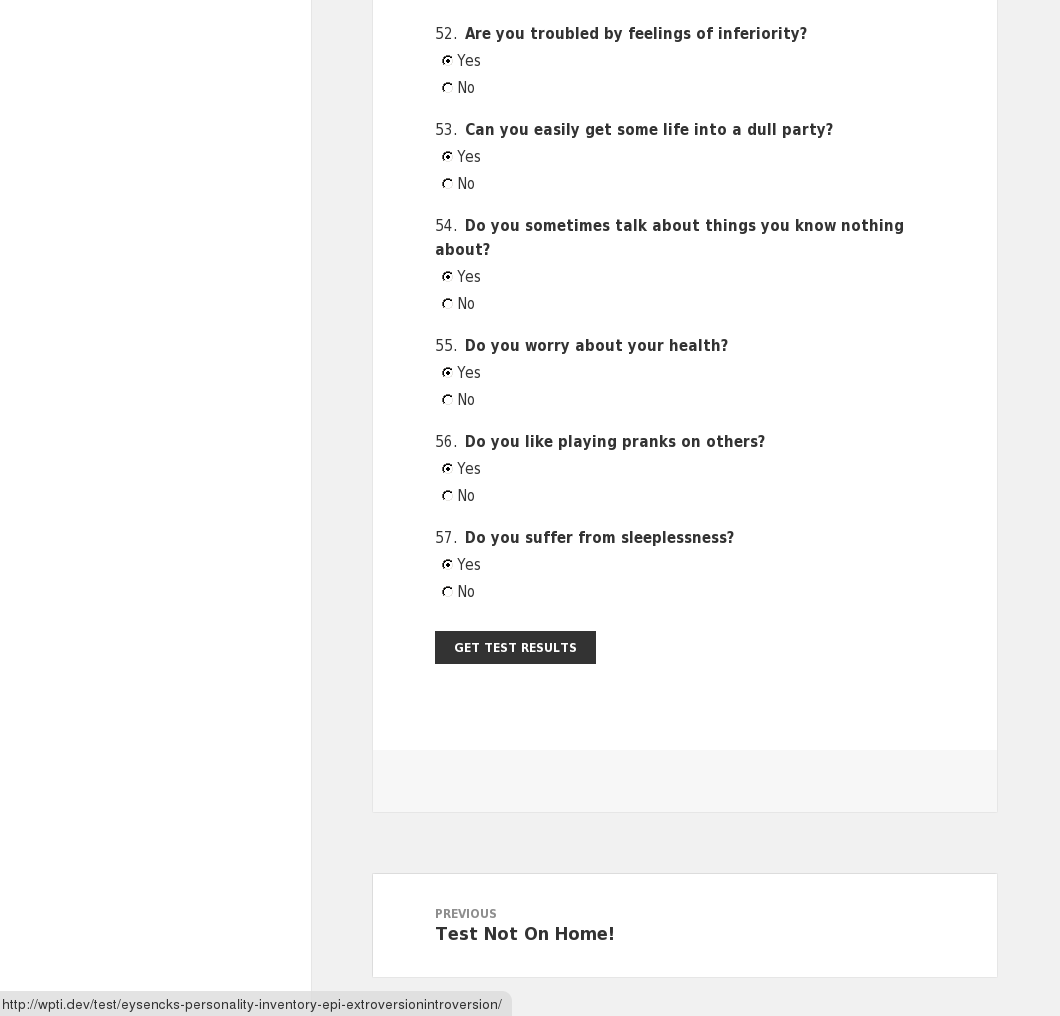 52. Are you troubled by feelings of inferiority?
Yes
No
53. Can you easily get some life into a dull party?
Yes
No
54. Do you sometimes talk about things you know nothing
about?
Yes
No
55. Do you worry about your health?
Yes
No
56. Do you like playing pranks on others?
Yes
No
57. Do you suffer from sleeplessness?
Yes
No
GET TEST RESULTS
PREVIOUS
Test Not On Home!
http://wpti.dev/test/eysencks-personality-inventory-epi-extroversionintroversion/